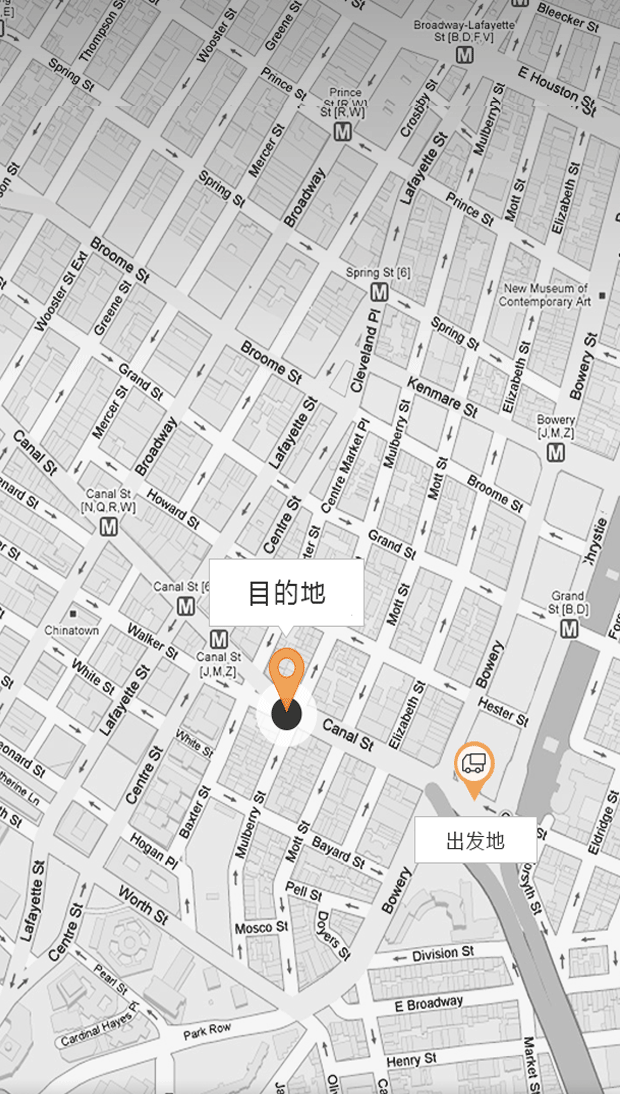 Bleecker St
Thompson St
Wooster St
Greene St
Broadway-Lafayette
St [B,D,F,V]
M
E Houston St
Spring St
Prince St
Prince
St [R,W]
M
Crosby St
Mulberry St
Mercer St
Lafayette St
Mott St
Elizabeth St
Spring St
Broadway
Prince St
Broome St
Wooster St Ext
Greene St
Spring St [6]
M
New Museum of
Contemporary Art
Cleveland Pl
Spring St
Bowery St
Elizabeth St
Broome St
Grand St
Kenmare St
Mercer St
Lafayette St
Mulberry St
Bowery
[J,M,Z]
M
Broadway
Canal St
Centre Market Pl
Mott St
Broome St
Canal St
[N,Q,R,W]
M
Howard St
Centre St
Grand St
目的地
Canal St [6
M
Mott St
Grand
St [B,D]
M
Chinatown
Walker St
M
Canal St
[J,M,Z]
White St
Lafayette St
Bowery
Hester St
Elizabeth St
Canal St
White St
Centre St
出发地
Baxter St
Mulberry St
Mott St
Bayard St
Eldridge St
Hogan Pl
Bowery
Pell St
Lafayette St
Worth St
Centre St
Mosco St
Doyers St
Division St
Pearl St
E Broadway
Cardinal Hayes Pl
Park Row
Henry St
Market St